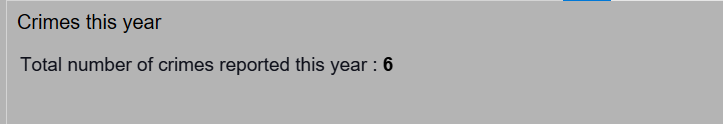 Crimes this year
Total number of crimes reported this year : 6